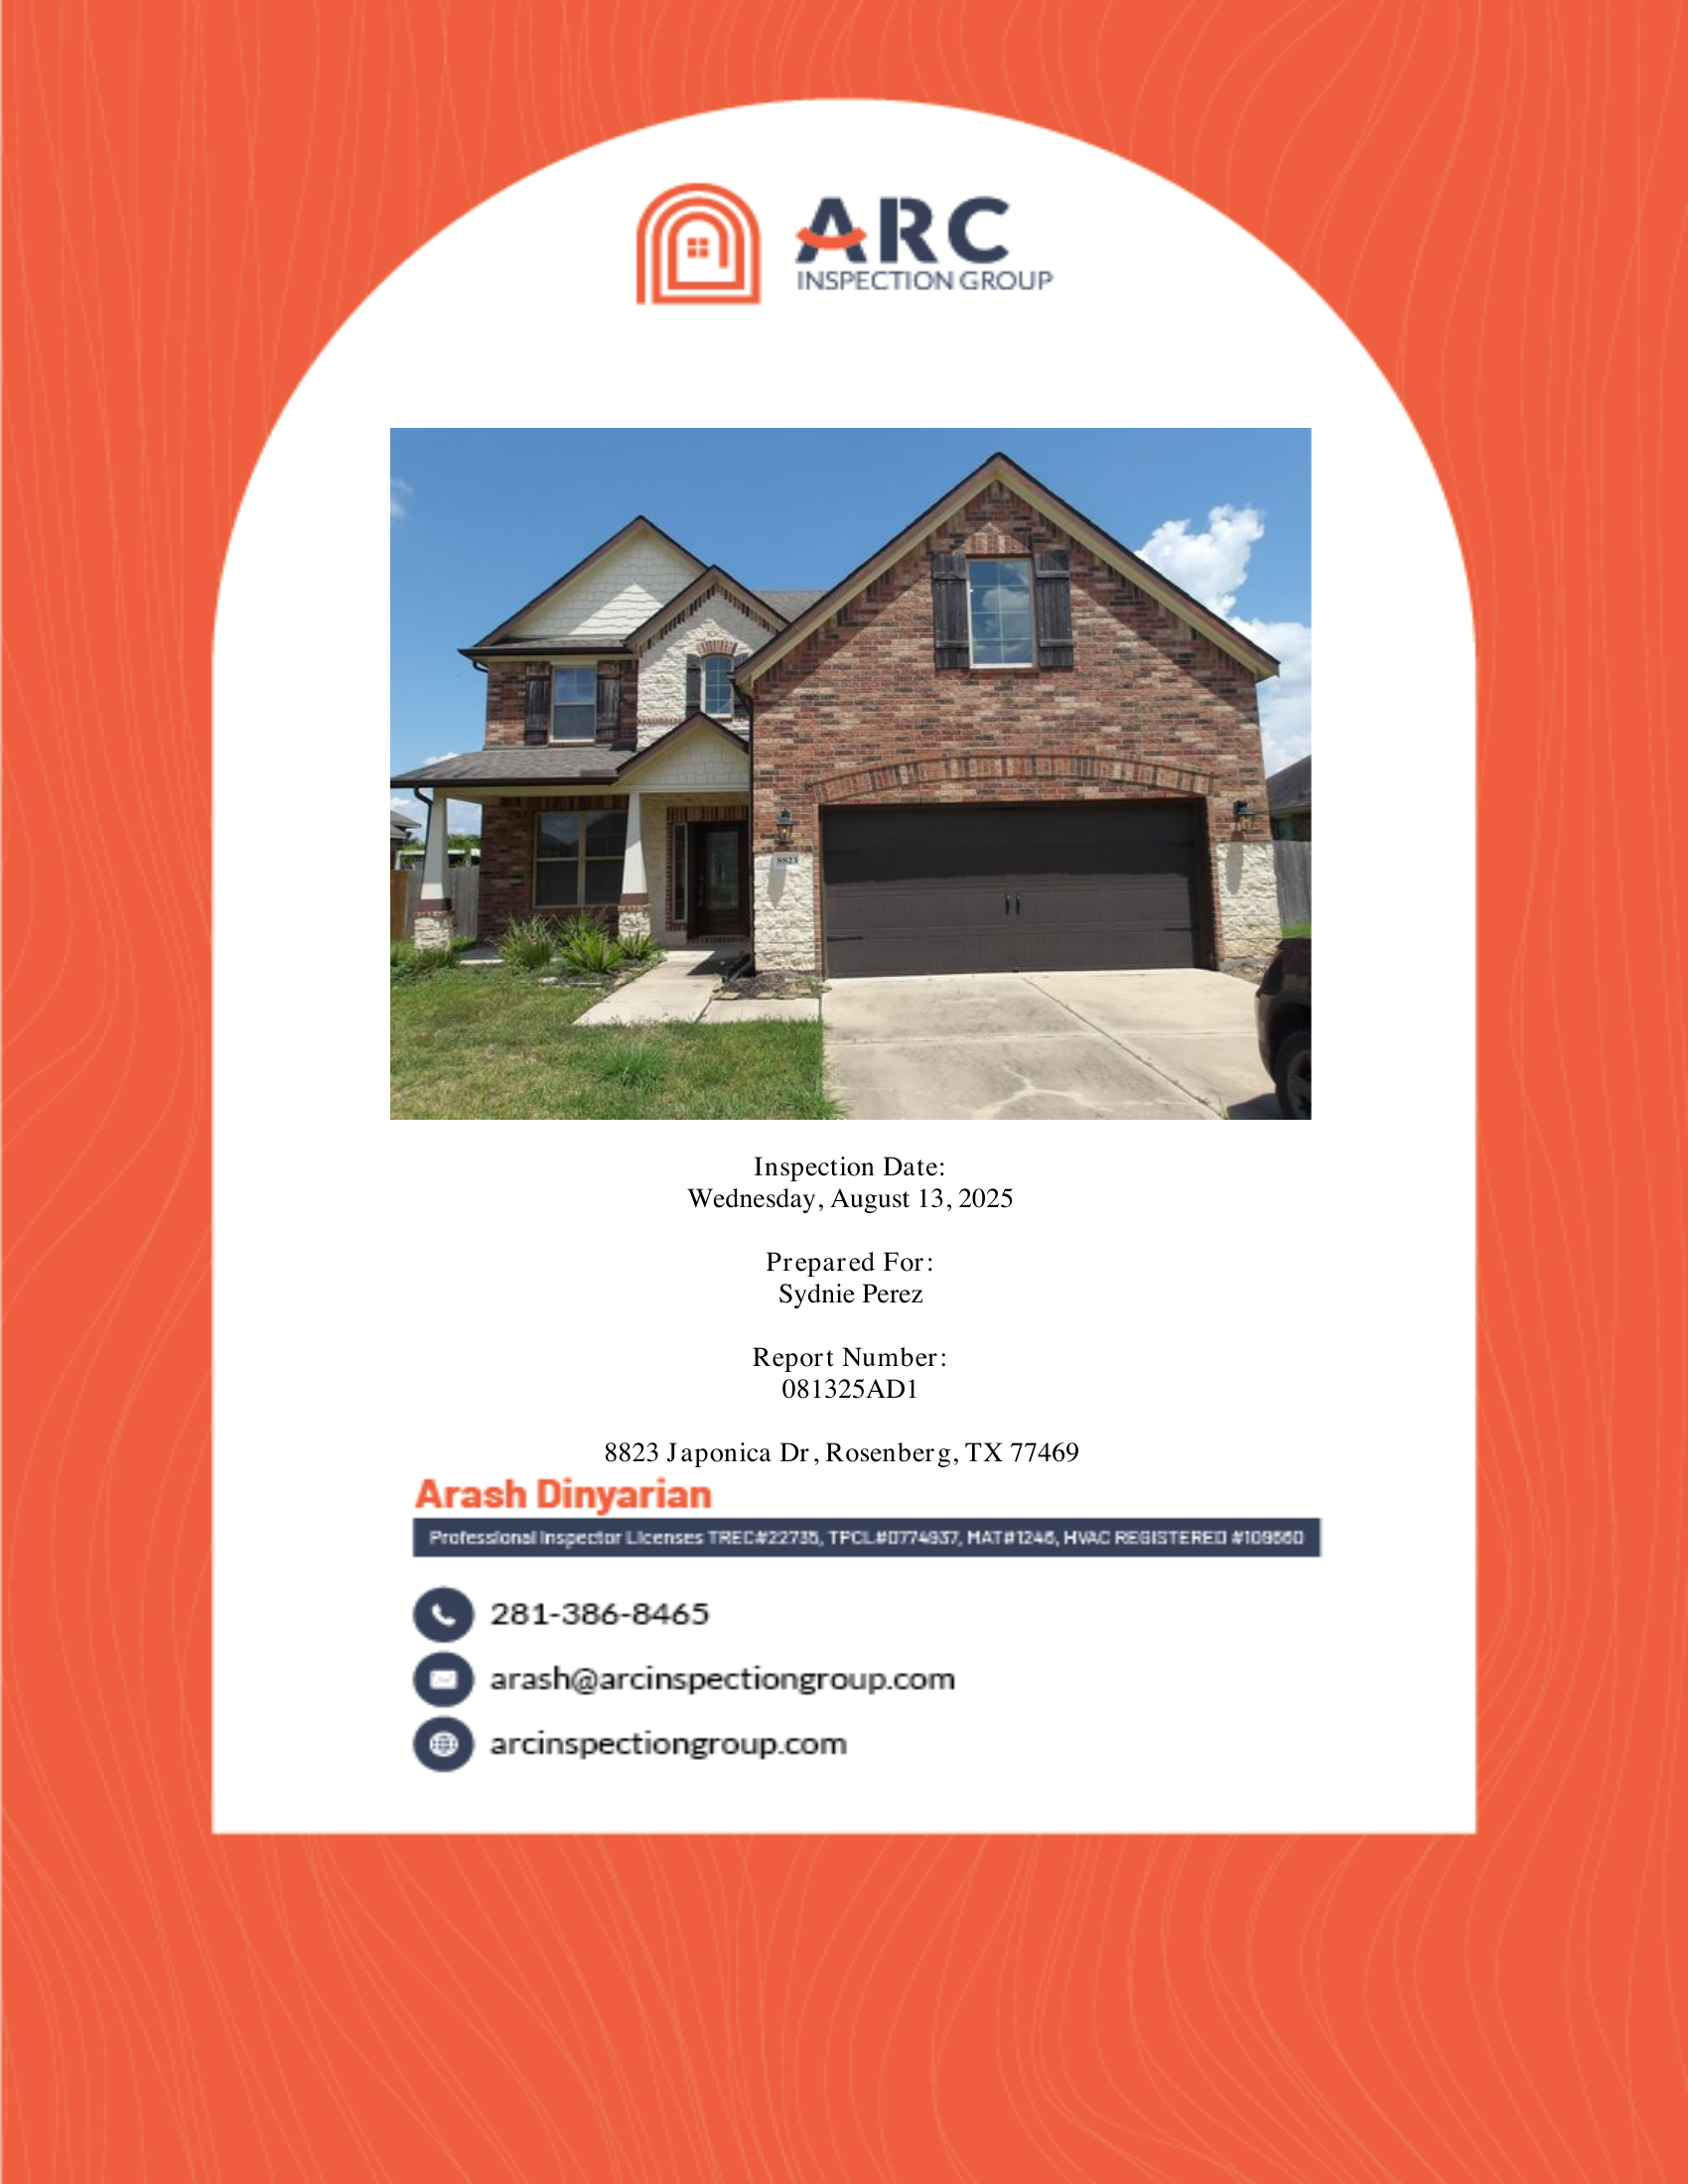 ARC
INSPECTION GROUP
8823
Inspection Date:
Wednesday, August 13, 2025
Prepared For:
Sydnie Perez
Report Number:
081325AD1
8823 Japonica Dr, Rosenberg, TX 77469
Arash Dinyarian
Professional Inspector Licenses TREC#22735, TPCL#0774937, MAT#1246, HVAC REGISTERED
281-386-8465
arash@arcinspectiongroup.com
arcinspectiongroup.com